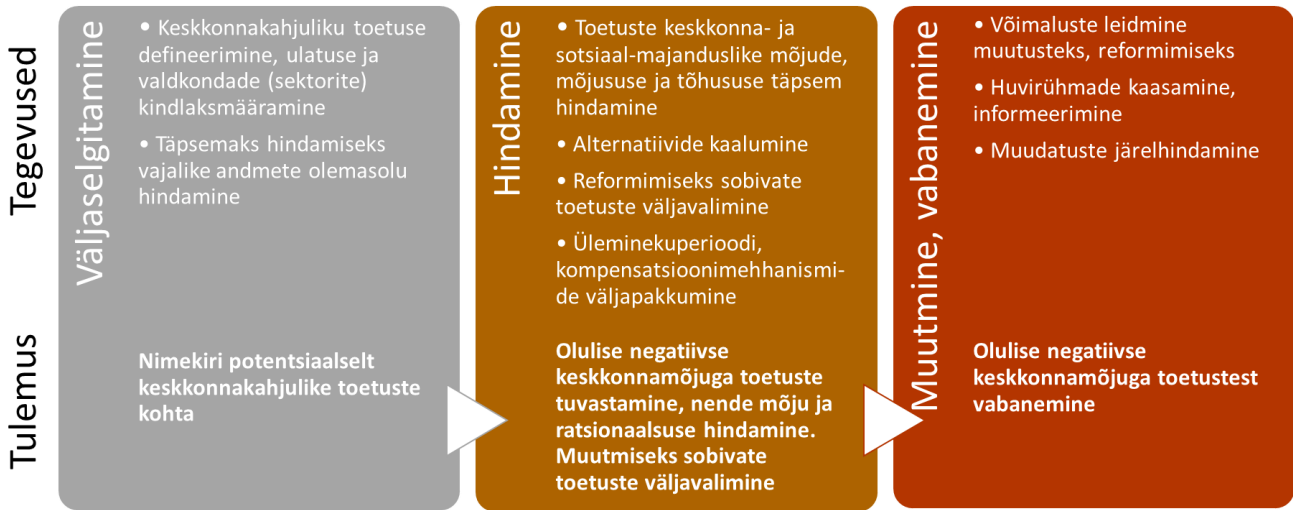 Tegevused
Tulemus
Väljaselgitamine
• Keskkonnakahjuliku toetuse
defineerimine, ulatuse ja
valdkondade (sektorite)
kindlaksmääramine
• Täpsemaks hindamiseks
vajalike andmete olemasolu
hindamine
Nimekiri potentsiaalselt
keskkonnakahjulike toetuste
kohta
Hindamine
• Toetuste keskkonna- ja
sotsiaal-majanduslike mõjude,
mõjususe ja tõhususe täpsem
hindamine
• Alternatiivide kaalumine
• Reformimiseks sobivate
toetuste väljavalimine
• Üleminekuperioodi,
kompensatsioonimehhanismi-
de väljapakkumine
Olulise negatiivse
keskkonnamõjuga toetuste
tuvastamine, nende mõju ja
ratsionaalsuse hindamine.
Muutmiseks sobivate
toetuste väljavalimine
Muutmine, vabanemine
• Võimaluste leidmine
muutusteks, reformimiseks
• Huvirühmade kaasamine,
informeerimine
• Muudatuste järelhindamine
Olulise negatiivse
keskkonnamõjuga toetustest
vabanemine